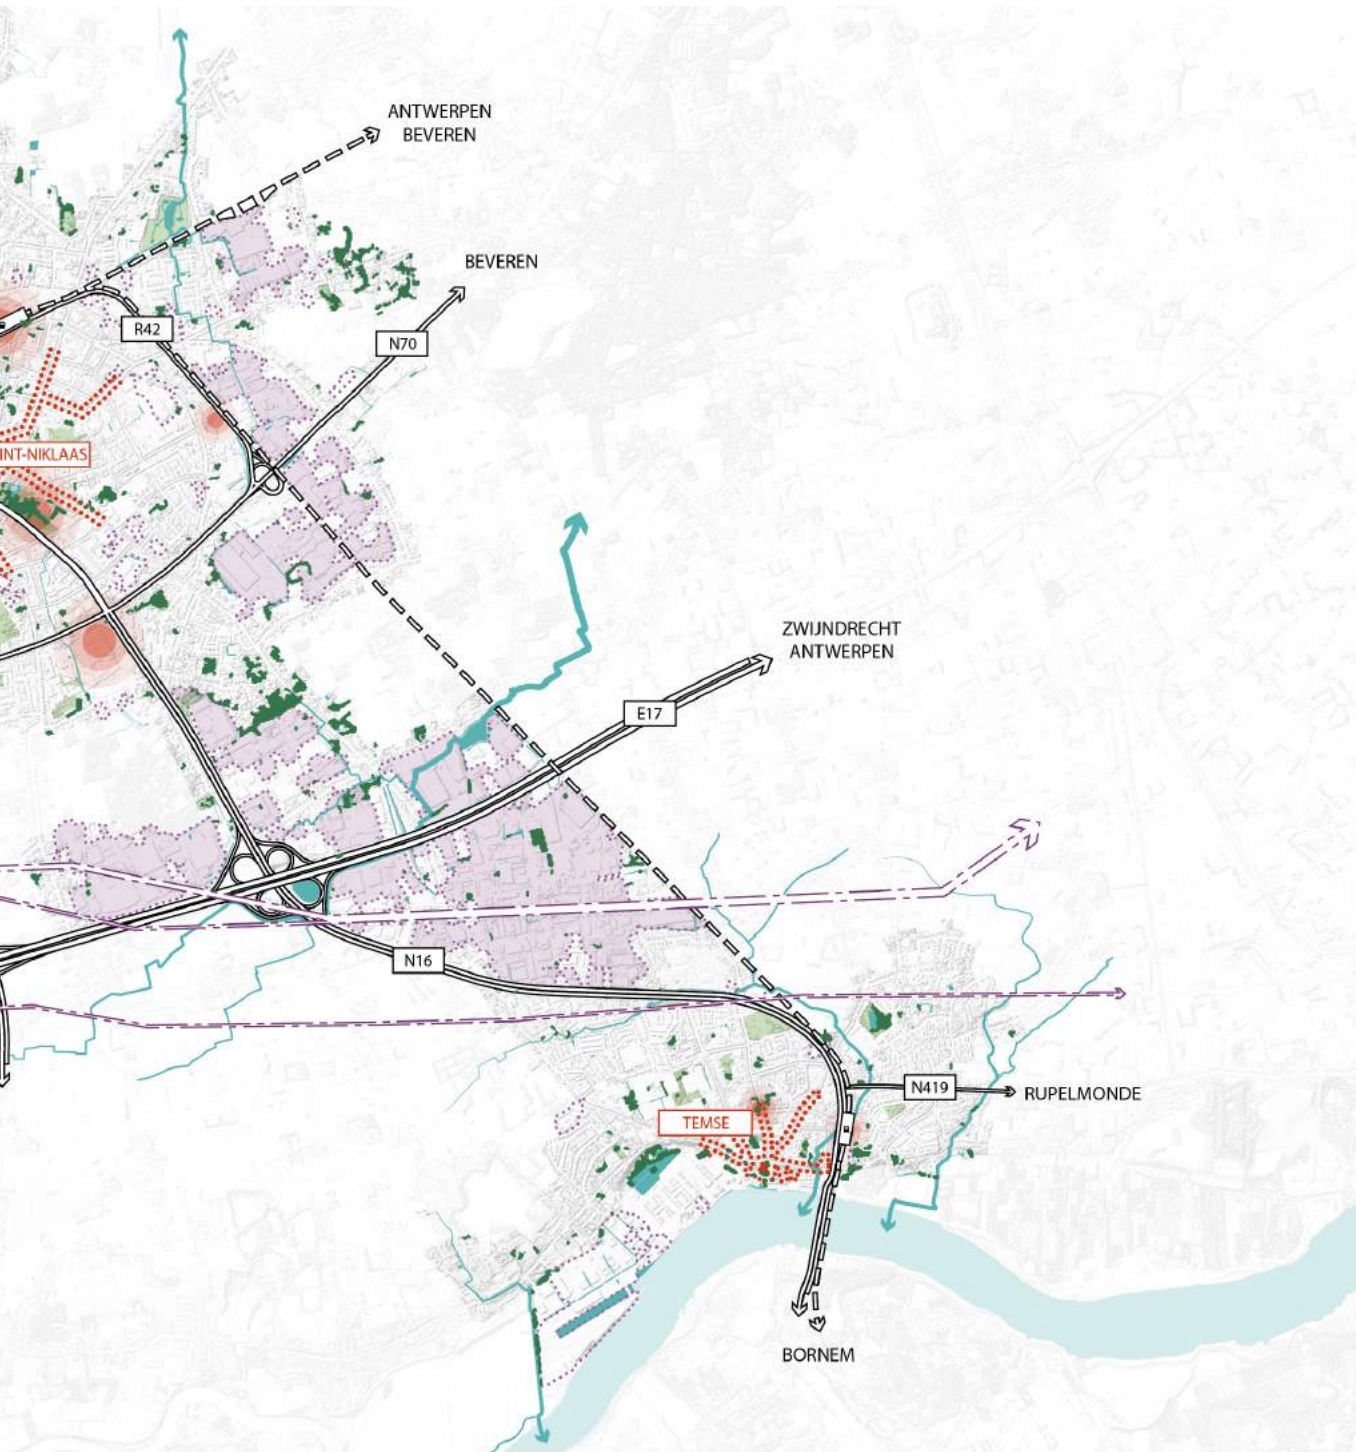 ANTWERPEN
BEVEREN
BEVEREN
R42
N70
INT-NIKLAAS
ZWIJNDRECHT
ANTWERPEN
E17
N16
N419
RUPELMONDE
TEMSE
BORNEM